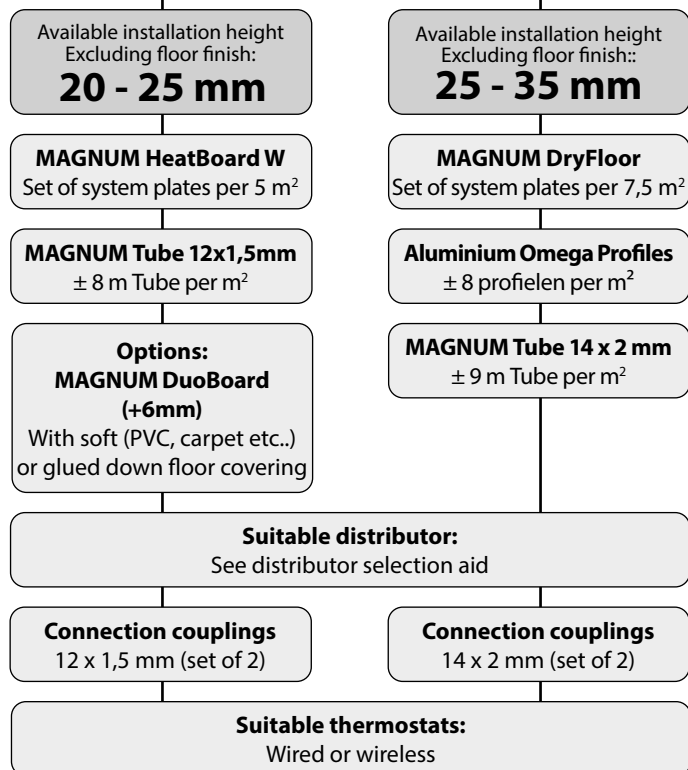 Available installation height
Excluding floor finish:
20 - 25 mm
MAGNUM HeatBoard W
Set of system plates per 5 m²
MAGNUM Tube 12x1,5mm
± 8 m Tube per m²
Options:
MAGNUM DuoBoard
(+6mm)
With soft (PVC, carpet etc..)
or glued down floor covering
Available installation height
Excluding floor finish::
25 - 35 mm
MAGNUM DryFloor
Set of system plates per 7,5 m²
Aluminium Omega Profiles
± 8 profielen per m²
MAGNUM Tube 14 x 2 mm
± 9 m Tube per m²
Suitable distributor:
See distributor selection aid
Connection couplings
12 x 1,5 mm (set of 2)
Connection couplings
14 x 2 mm (set of 2)
Suitable thermostats:
Wired or wireless